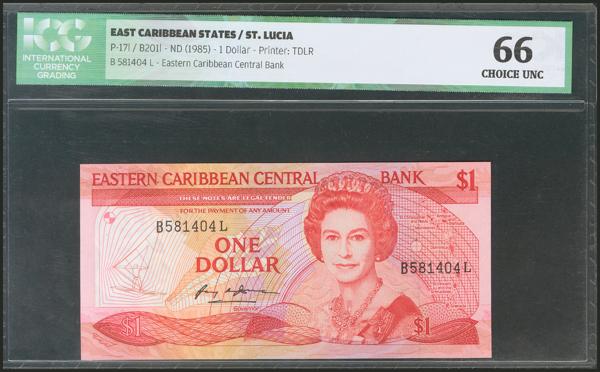 ICG
INTERNATIONAL
CURRENCY
GRADING
EAST CARIBBEAN STATES / ST. LUCIA
P-17l / B201l - ND (1985) - 1 Dollar - Printer: TDLR
B 581404 L - Eastern Caribbean Central Bank
66
CHOICE UNC
EASTERN CARIBBEAN CENTRAL BANK $1
THESE NOTES ARE LEGAL TENDER
FOR THE PAYMENT OF ANY AMOUNT
B581404L
ONE
DOLLAR
B581404L
Governor
$1 $1